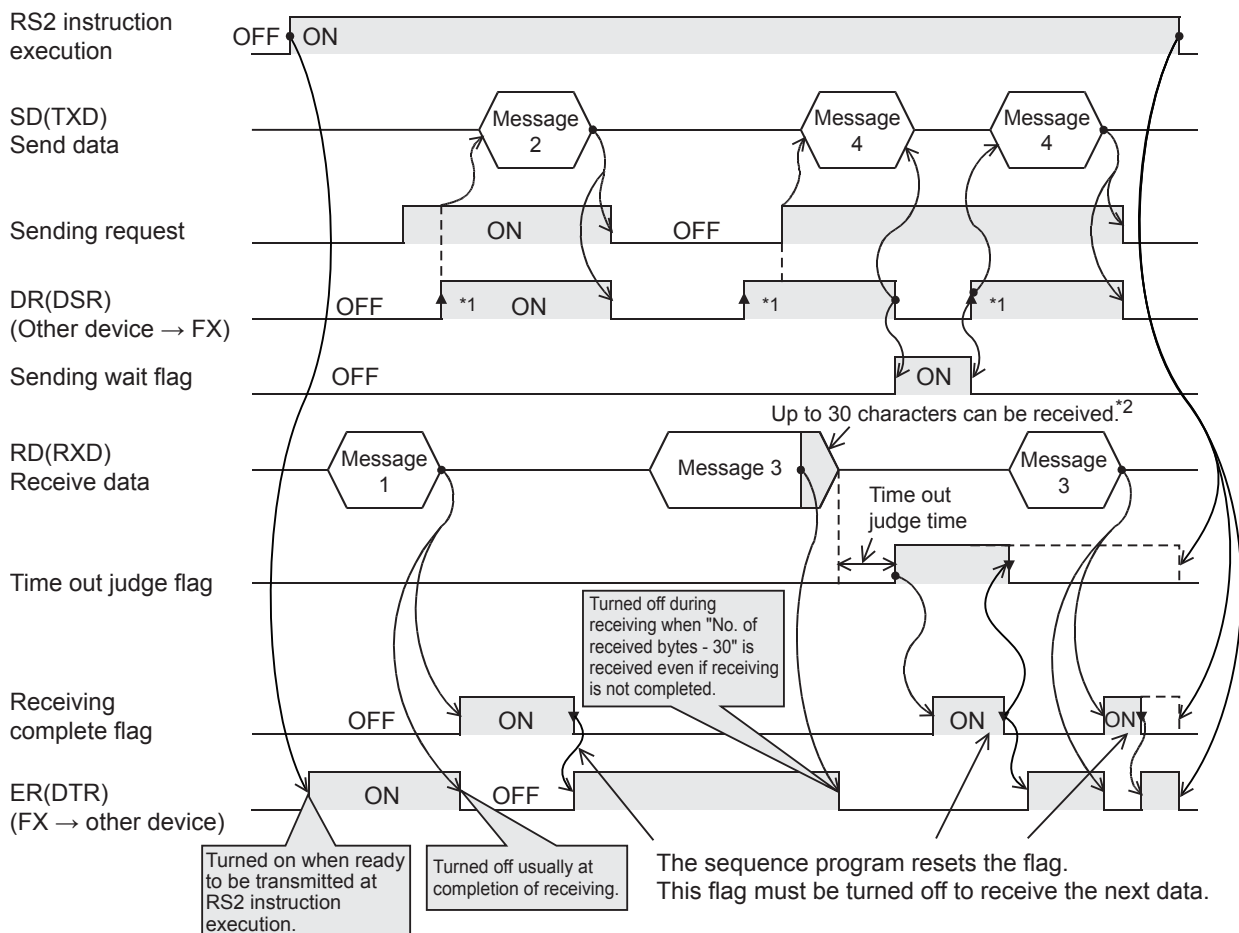 RS2 instruction
execution
OFF
ON
SD(TXD)
Send data
Message
2
Message
4
Message
4
Sending request
ON
OFF
DR(DSR)
(Other device → FX)
OFF
*1
ON
*1
*1
Sending wait flag
OFF
ON
Up to 30 characters can be received.*2
RD(RXD)
Receive data
Message
1
Message 3
Message
3
Time out
judge time
Time out judge flag
Turned off during
receiving when "No. of
received bytes - 30" is
received even if receiving
is not completed.
Receiving
complete flag
OFF
ON
ON
ON
ER(DTR)
(FX → other device)
ON
OFF
Turned on when ready
to be transmitted at
RS2 instruction
execution.
Turned off usually at
completion of receiving.
The sequence program resets the flag.
This flag must be turned off to receive the next data.